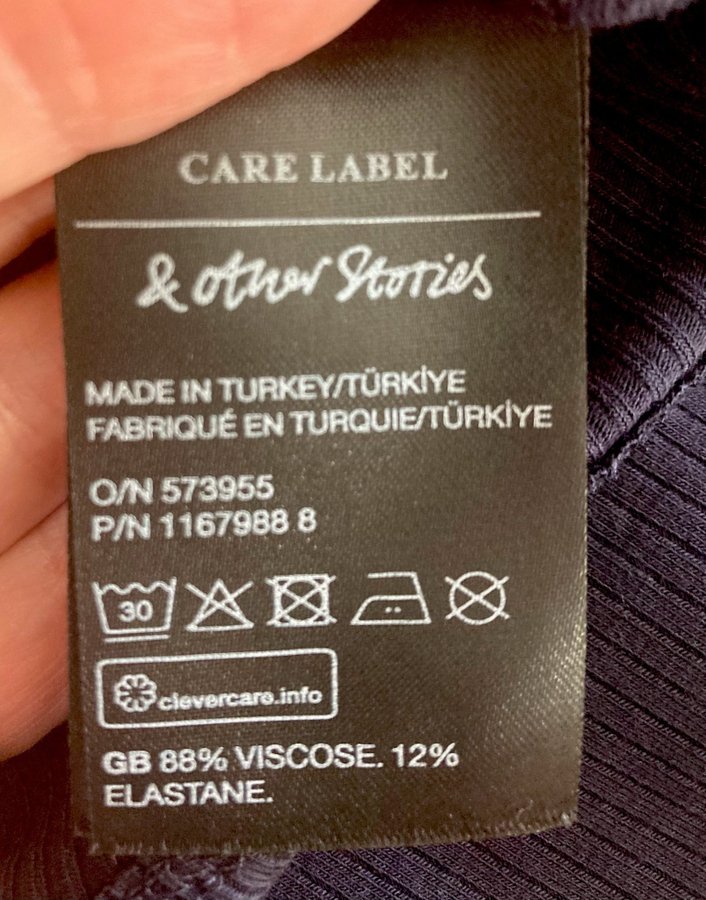 CARE LABEL
& other Stories
MADE IN TURKEY/TÜRKİYE
FABRIQUÉ EN TURQUIE/TÜRKİYE
O/N 573955
P/N 1167988 8
30
clevercare.info
GB 88% VISCOSE. 12%
ELASTANE.